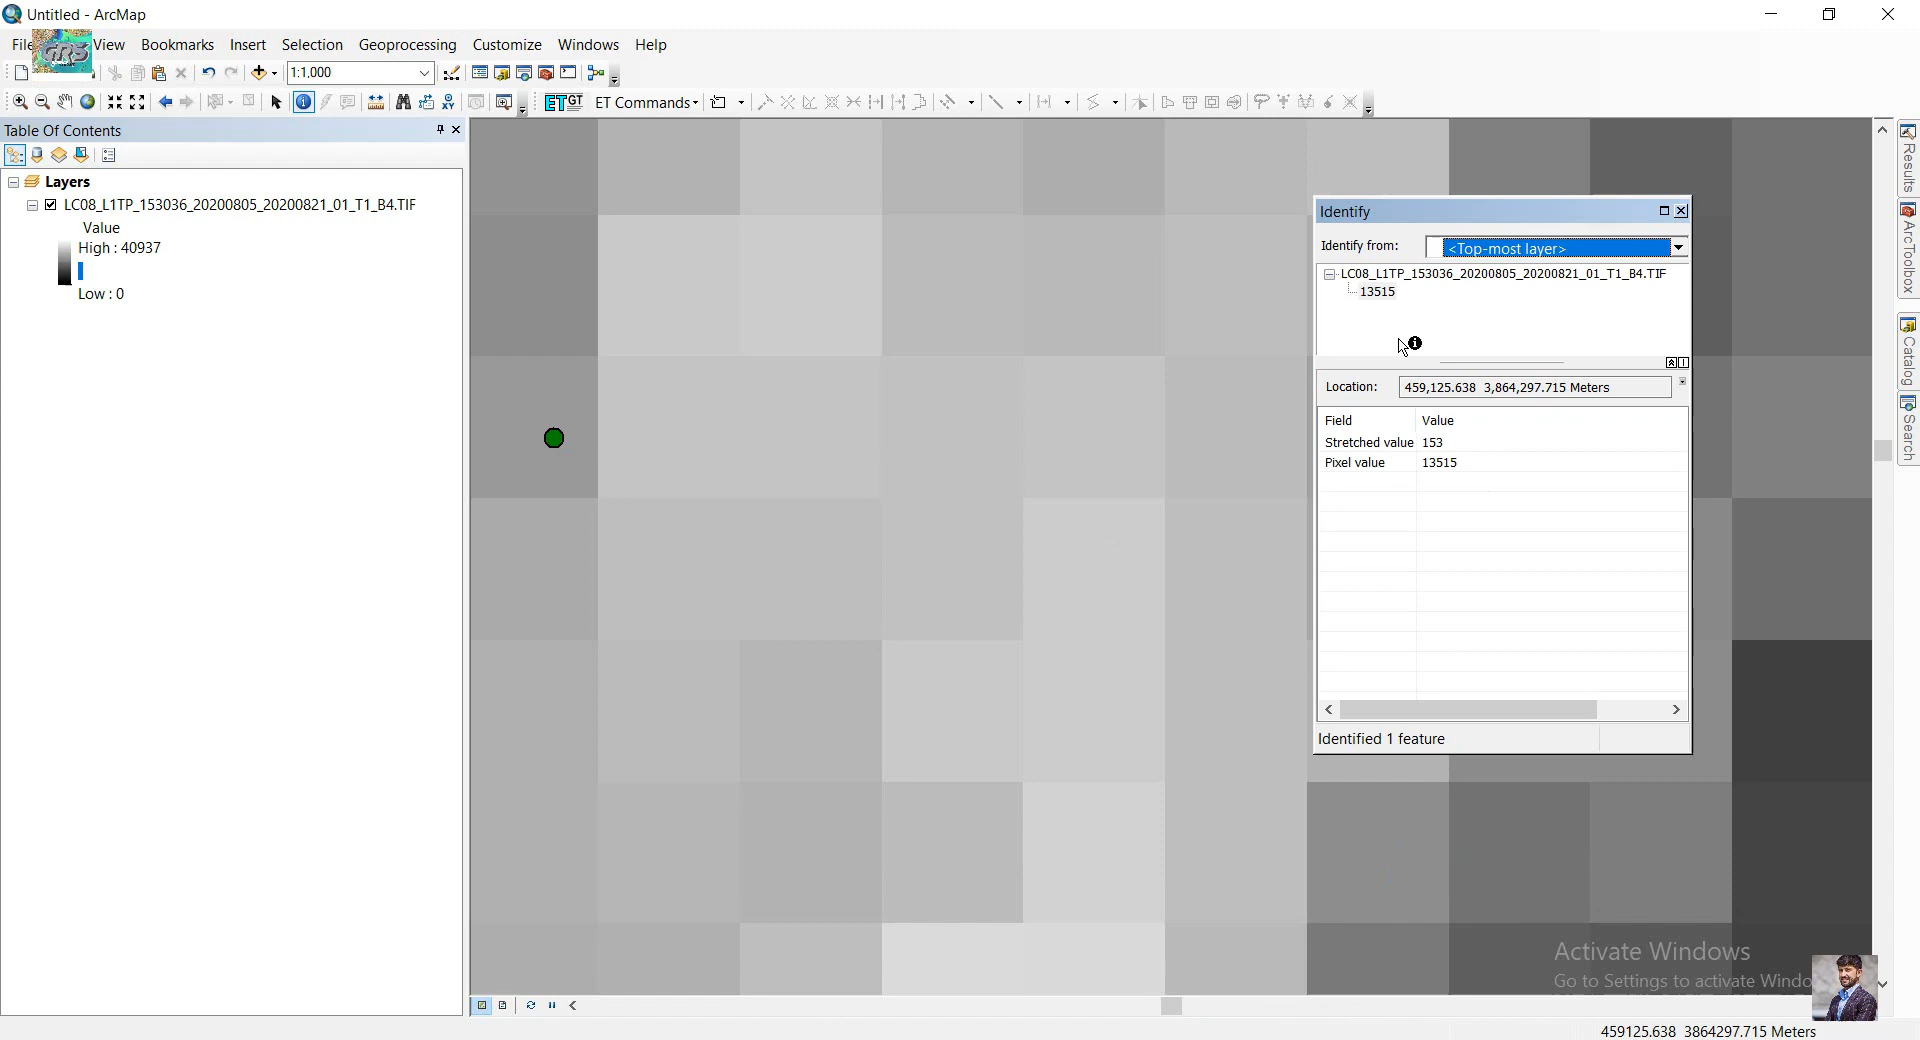 Untitled - ArcMap
File View Bookmarks Insert Selection Geoprocessing Customize Windows Help
GRS
1:1,000
ET GT ET Commands
Table Of Contents
Layers
LC08_L1TP_153036_20200805_20200821_01_T1_B4.TIF
Value
High : 40937
Low : 0
Identify
Identify from: <Top-most layer>
LC08_L1TP_153036_20200805_20200821_01_T1_B4.TIF
13515
Location: 459,125.638 3,864,297.715 Meters
Field Value
Stretched value 153
Pixel value 13515
Identified 1 feature
Results
ArcToolbox
Catalog
Search
Activate Windows
Go to Settings to activate Windo
459125.638 3864297.715 Meters